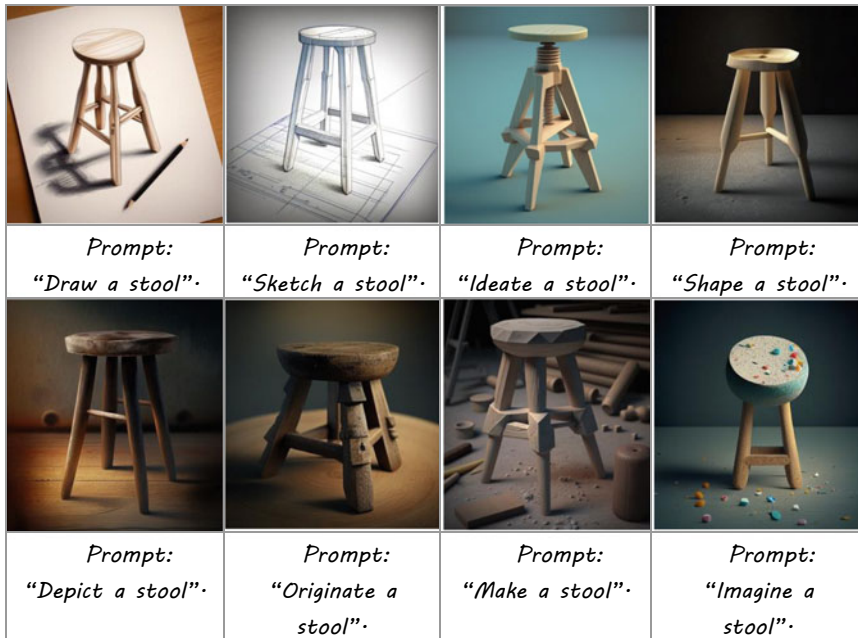 Prompt:
“Draw a stool”.
Prompt:
“Sketch a stool”.
Prompt:
“Ideate a stool”.
Prompt:
“Shape a stool”.
Prompt:
“Depict a stool”.
Prompt:
“Originate a
stool”.
Prompt:
“Make a stool”.
Prompt:
“Imagine a
stool”.